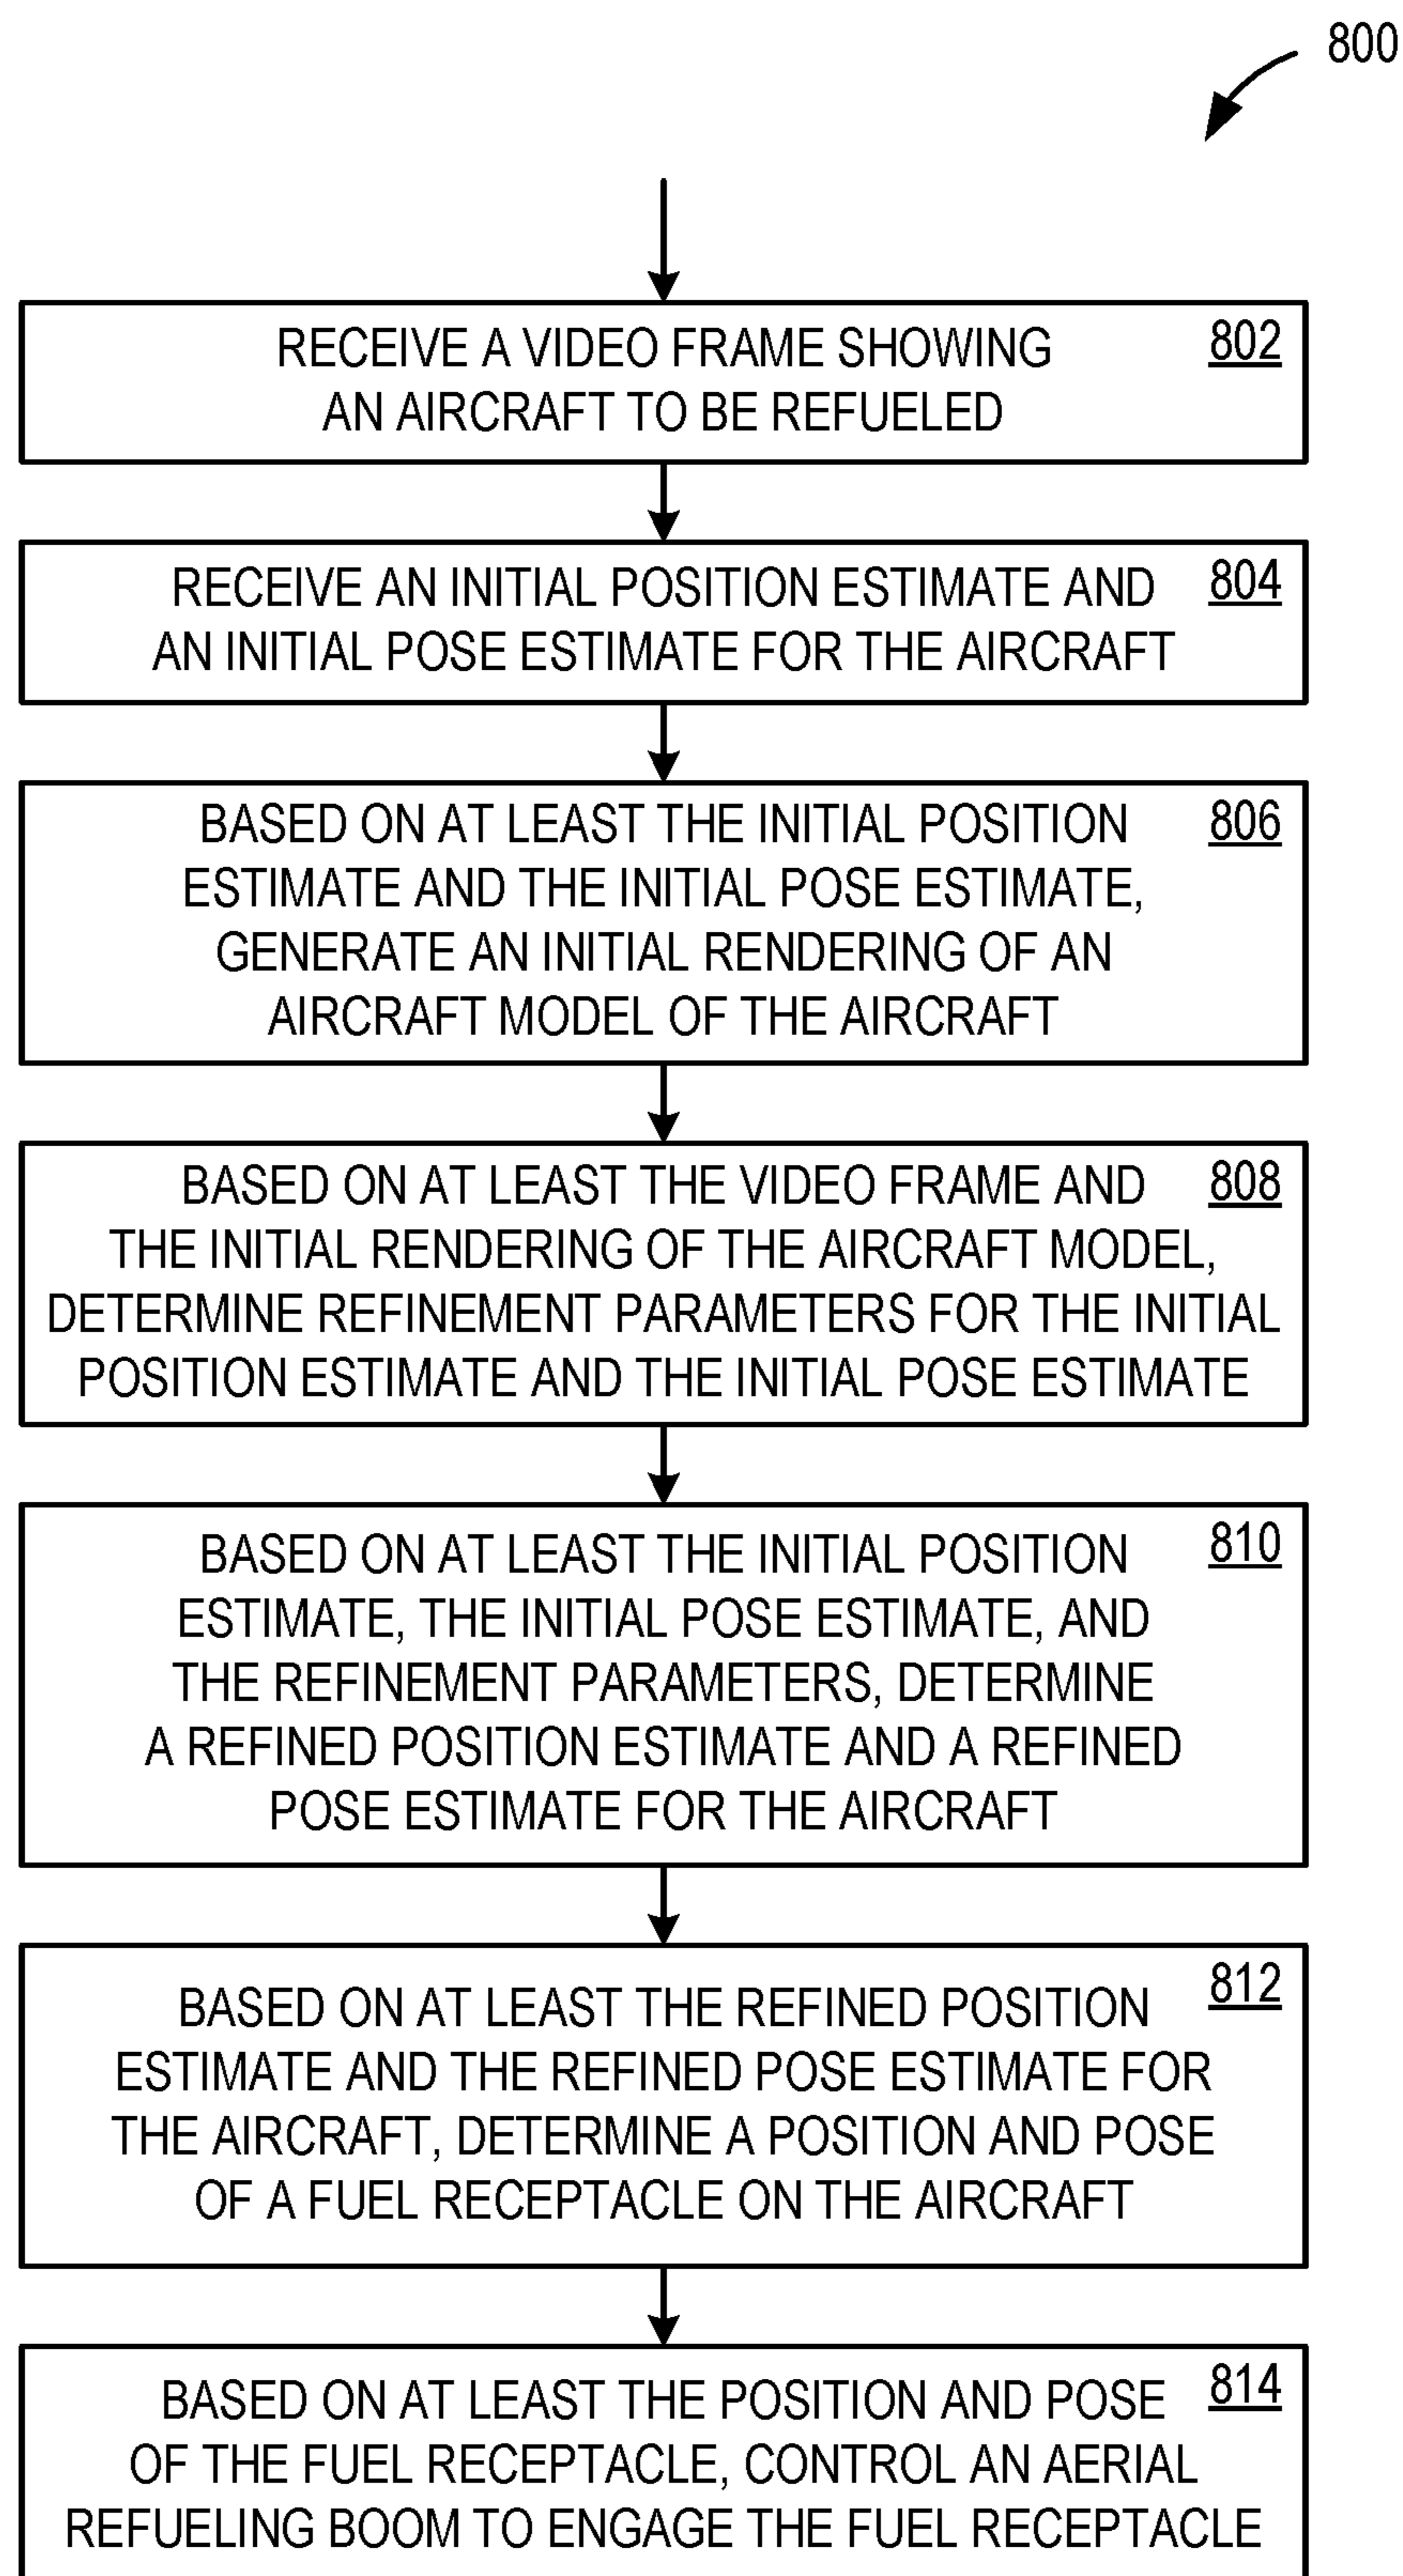 800
RECEIVE A VIDEO FRAME SHOWING
802
AN AIRCRAFT TO BE REFUELED
RECEIVE AN INITIAL POSITION ESTIMATE AND
804
AN INITIAL POSE ESTIMATE FOR THE AIRCRAFT
BASED ON AT LEAST THE INITIAL POSITION
806
ESTIMATE AND THE INITIAL POSE ESTIMATE,
GENERATE AN INITIAL RENDERING OF AN
AIRCRAFT MODEL OF THE AIRCRAFT
BASED ON AT LEAST THE VIDEO FRAME AND
808
THE INITIAL RENDERING OF THE AIRCRAFT MODEL,
DETERMINE REFINEMENT PARAMETERS FOR THE INITIAL
POSITION ESTIMATE AND THE INITIAL POSE ESTIMATE
BASED ON AT LEAST THE INITIAL POSITION
810
ESTIMATE, THE INITIAL POSE ESTIMATE, AND
THE REFINEMENT PARAMETERS, DETERMINE
A REFINED POSITION ESTIMATE AND A REFINED
POSE ESTIMATE FOR THE AIRCRAFT
812
BASED ON AT LEAST THE REFINED POSITION
ESTIMATE AND THE REFINED POSE ESTIMATE FOR
THE AIRCRAFT, DETERMINE A POSITION AND POSE
OF A FUEL RECEPTACLE ON THE AIRCRAFT
814
BASED ON AT LEAST THE POSITION AND POSE
OF THE FUEL RECEPTACLE, CONTROL AN AERIAL
REFUELING BOOM TO ENGAGE THE FUEL RECEPTACLE